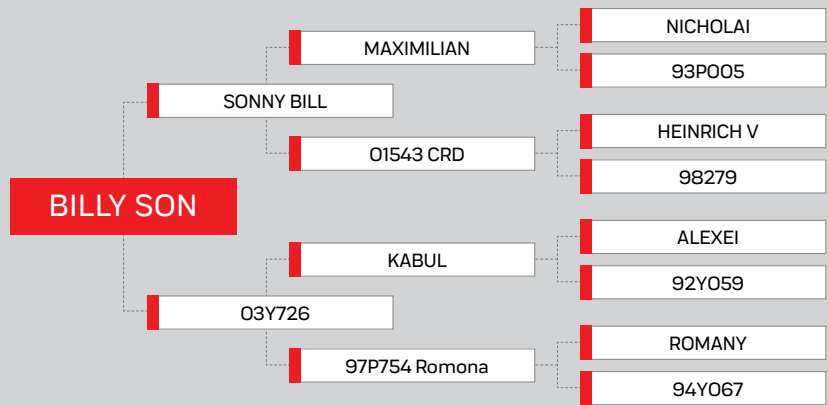 NICHOLAI
MAXIMILIAN
93P005
SONNY BILL
HEINRICH V
01543 CRD
98279
BILLY SON
ALEXEI
KABUL
92Y059
03Y726
ROMANY
97P754 Romona
94Y067